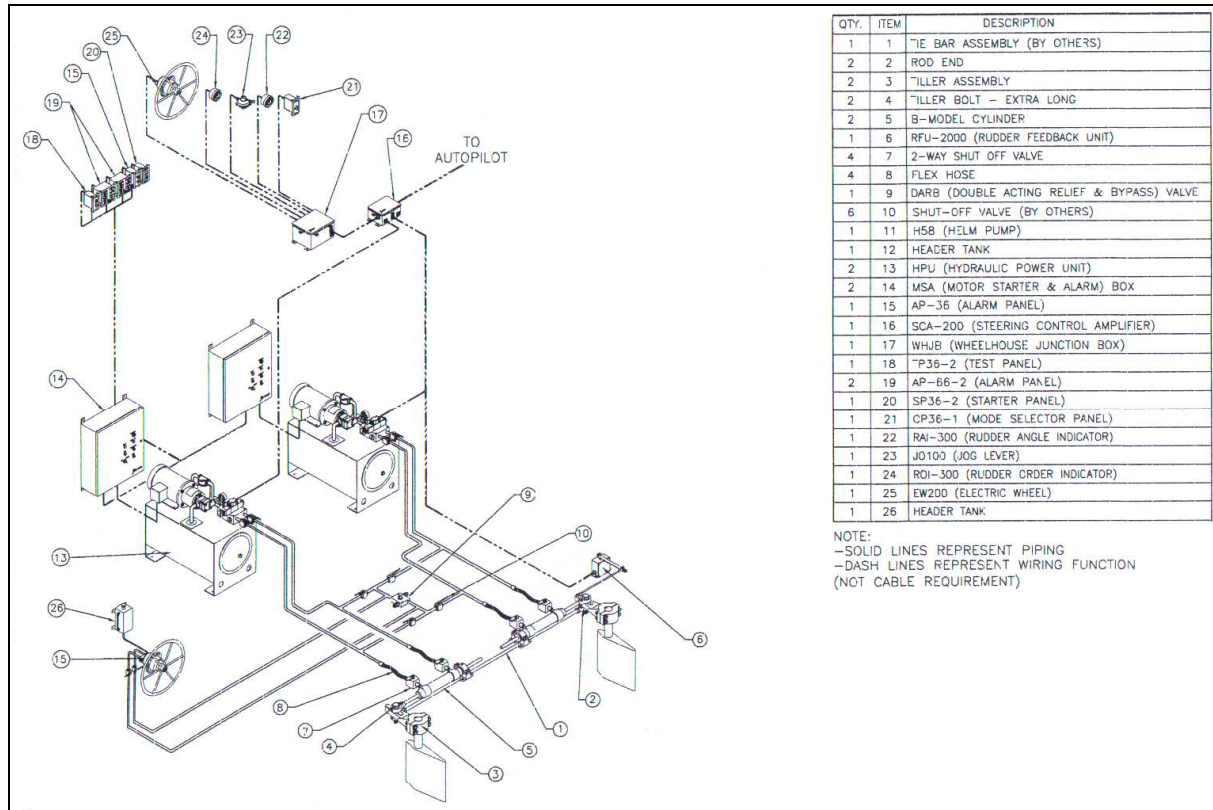 25
24
23
22
20
15
19
18
21
17
16
TO
AUTOPILOT
14
13
9
10
26
15
6
8
7
4
2
1
5
3
QTY. ITEM DESCRIPTION
1 1 TIE BAR ASSEMBLY (BY OTHERS)
2 2 ROD END
2 3 TILLER ASSEMBLY
2 4 TILLER BOLT – EXTRA LONG
2 5 B-MODEL CYLINDER
1 6 RFU-2000 (RUDDER FEEDBACK UNIT)
4 7 2-WAY SHUT OFF VALVE
4 8 FLEX HOSE
1 9 DARB (DOUBLE ACTING RELIEF & BYPASS) VALVE
6 10 SHUT-OFF VALVE (BY OTHERS)
1 11 H58 (HELM PUMP)
1 12 HEADER TANK
2 13 HPU (HYDRAULIC POWER UNIT)
2 14 MSA (MOTOR STARTER & ALARM) BOX
1 15 AP-36 (ALARM PANEL)
1 16 SCA-200 (STEERING CONTROL AMPLIFIER)
1 17 WHJB (WHEELHOUSE JUNCTION BOX)
1 18 TP36-2 (TEST PANEL)
2 19 AP-66-2 (ALARM PANEL)
1 20 SP36-2 (STARTER PANEL)
1 21 CP36-1 (MODE SELECTOR PANEL)
1 22 RAI-300 (RUDDER ANGLE INDICATOR)
1 23 JO100 (JOG LEVER)
1 24 ROI-300 (RUDDER ORDER INDICATOR)
1 25 EW200 (ELECTRIC WHEEL)
1 26 HEADER TANK
NOTE:
-SOLID LINES REPRESENT PIPING
-DASH LINES REPRESENT WIRING FUNCTION
(NOT CABLE REQUIREMENT)